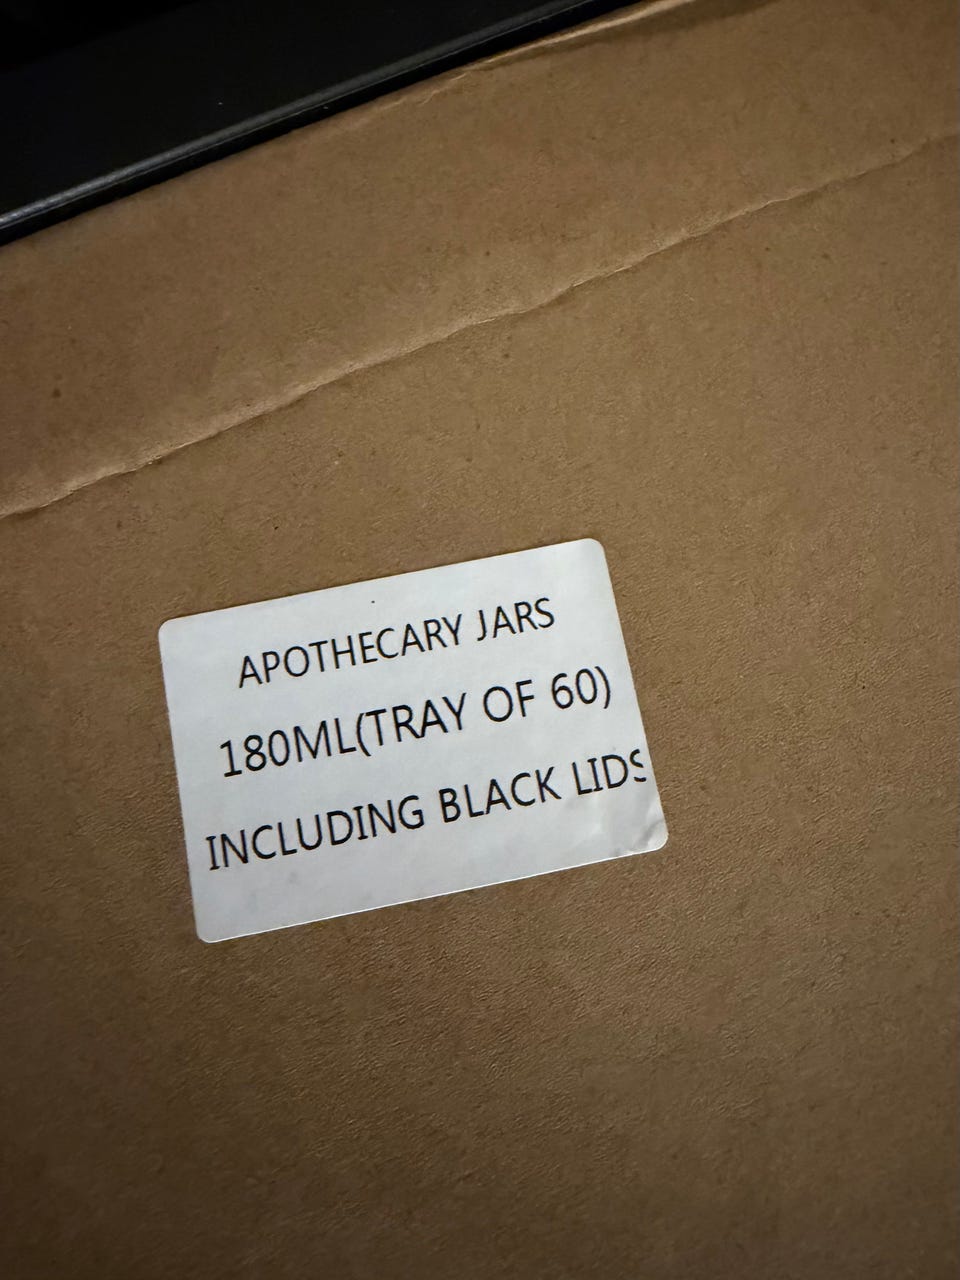 APOTHECARY JARS
180ML(TRAY OF 60)
INCLUDING BLACK LIDS